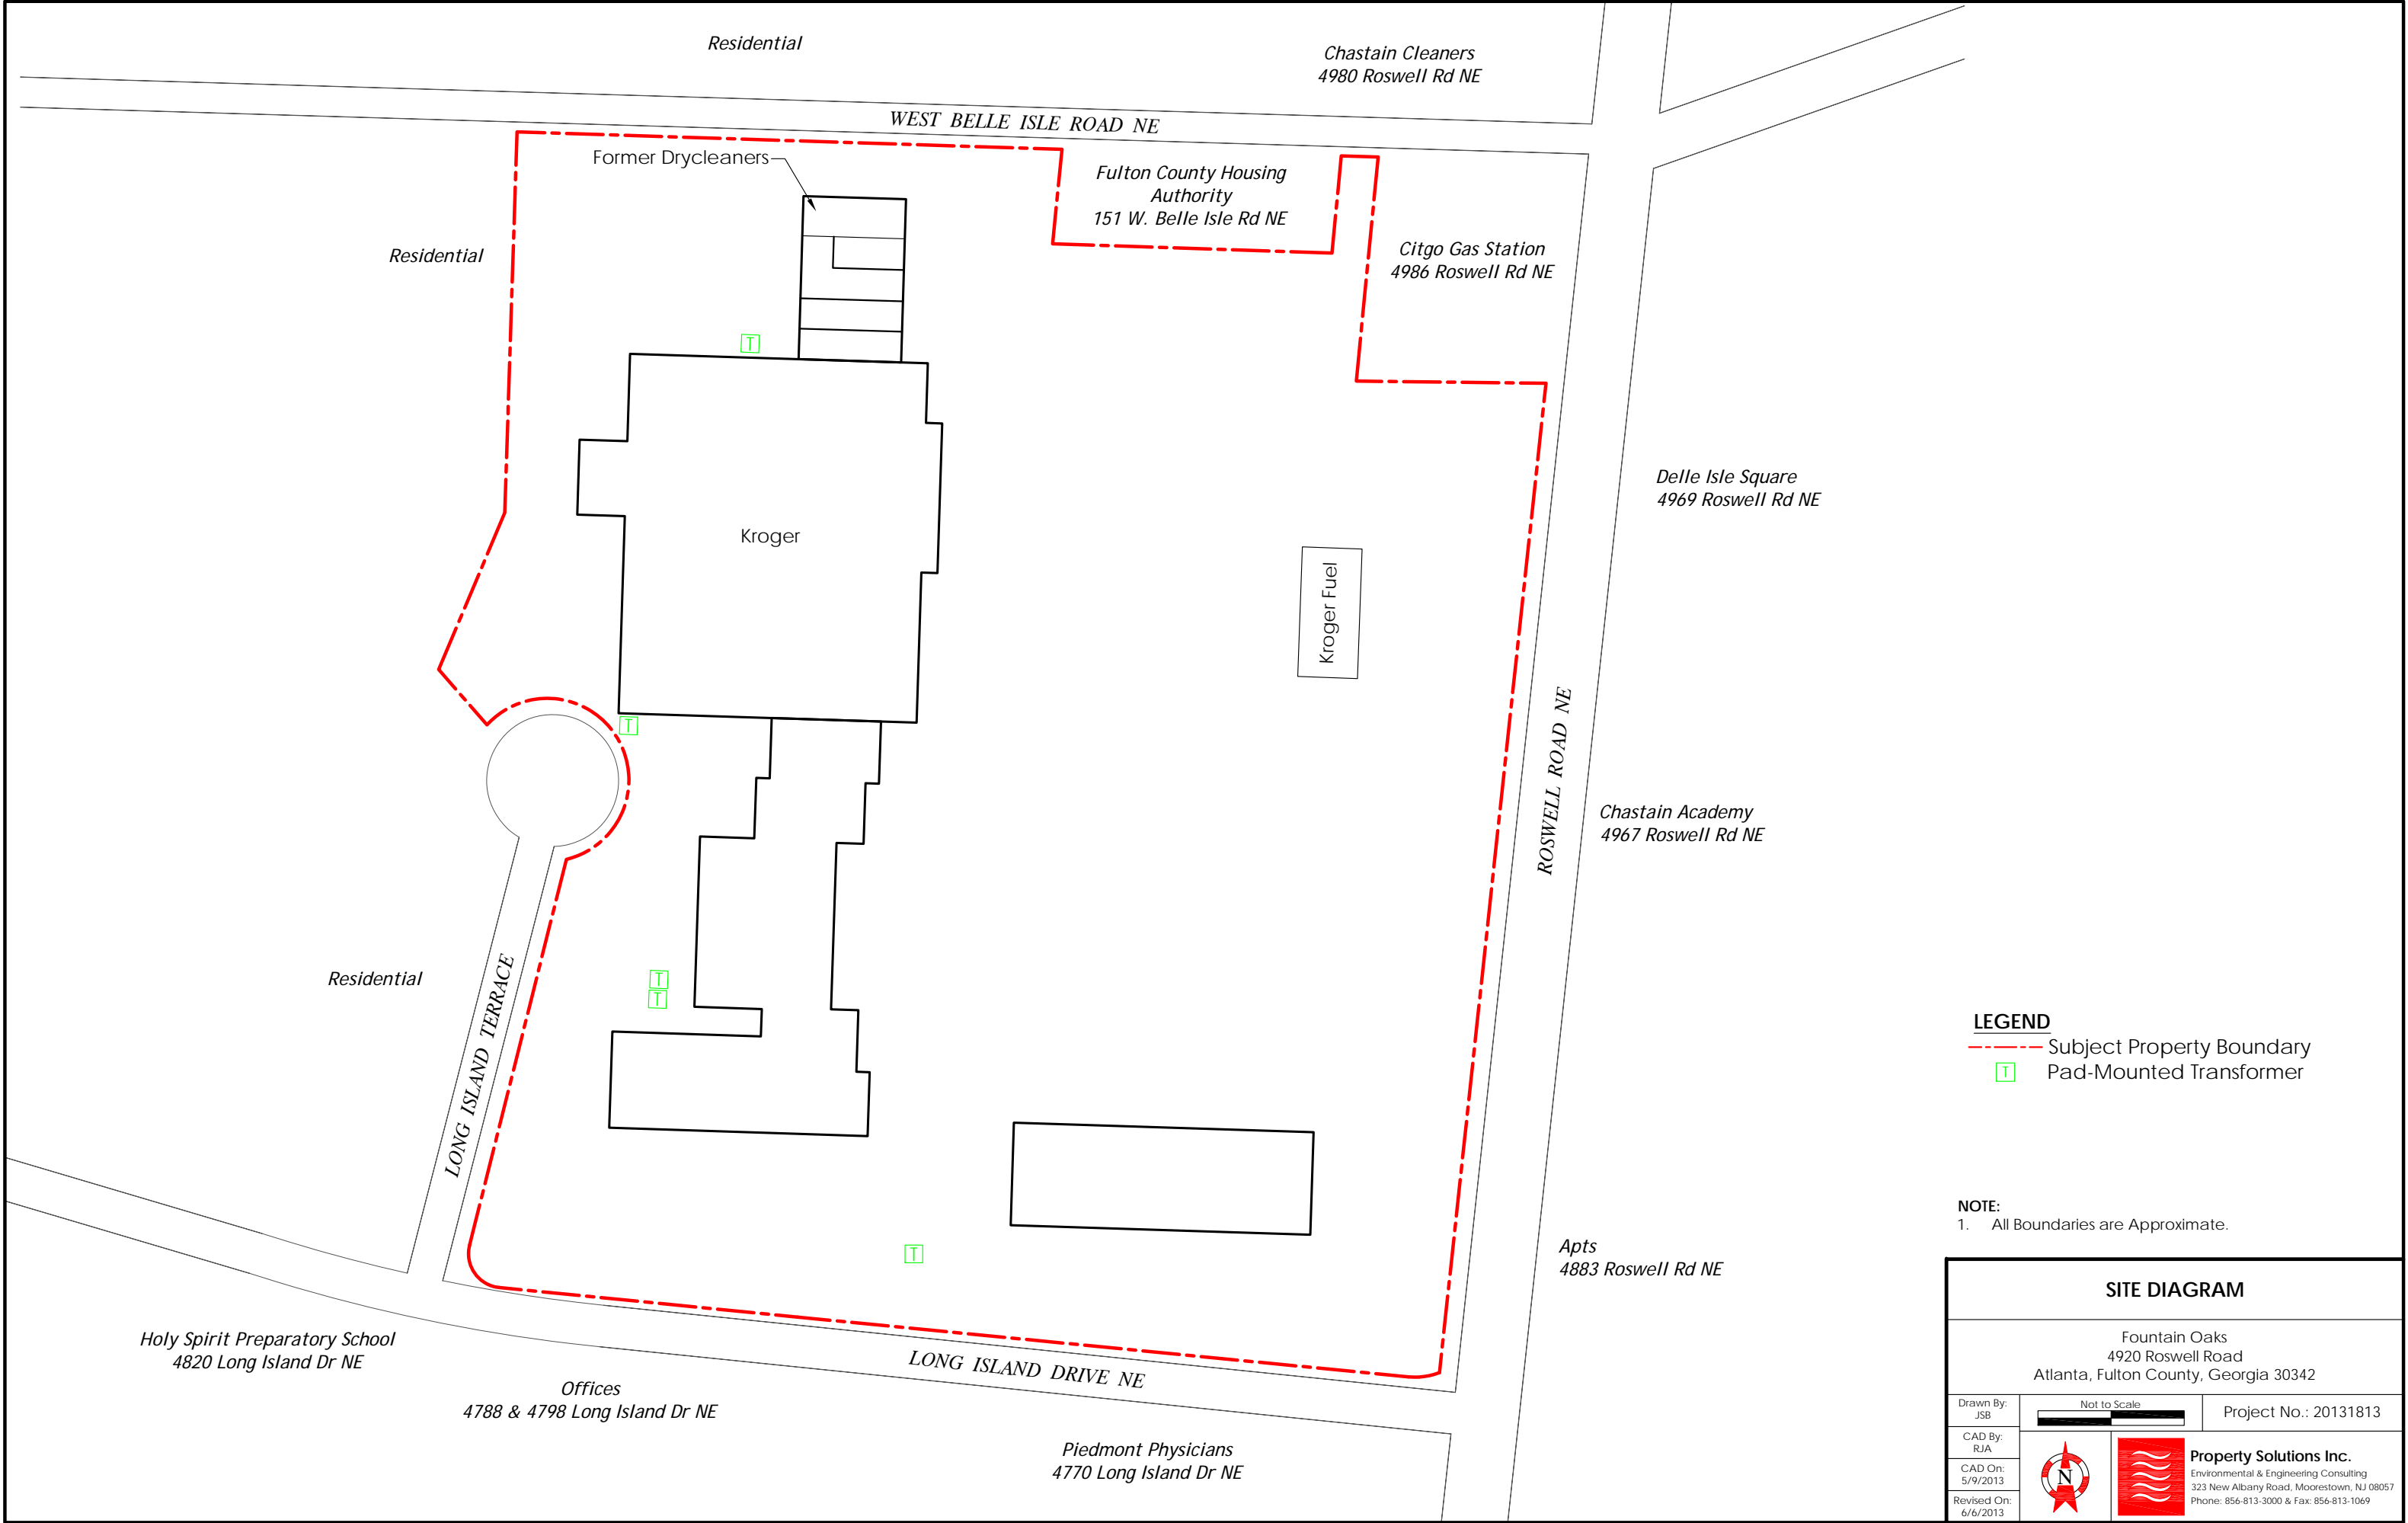 Residential
Chastain Cleaners
4980 Roswell Rd NE
WEST BELLE ISLE ROAD NE
Former Drycleaners
Fulton County Housing
Authority
151 W. Belle Isle Rd NE
Residential
Citgo Gas Station
4986 Roswell Rd NE
T
Kroger
Delle Isle Square
4969 Roswell Rd NE
Kroger Fuel
T
ROSWELL ROAD NE
Chastain Academy
4967 Roswell Rd NE
Residential
LONG ISLAND TERRACE
T
T
LEGEND
Subject Property Boundary
T Pad-Mounted Transformer
NOTE:
1. All Boundaries are Approximate.
T
Apts
4883 Roswell Rd NE
Holy Spirit Preparatory School
4820 Long Island Dr NE
LONG ISLAND DRIVE NE
Offices
4788 & 4798 Long Island Dr NE
Piedmont Physicians
4770 Long Island Dr NE
SITE DIAGRAM
Fountain Oaks
4920 Roswell Road
Atlanta, Fulton County, Georgia 30342
Drawn By:
JSB
Not to Scale
Project No.: 20131813
CAD By:
RJA
CAD On:
5/9/2013
Revised On:
6/6/2013
N
Property Solutions Inc.
Environmental & Engineering Consulting
323 New Albany Road, Moorestown, NJ 08057
Phone: 856-813-3000 & Fax: 856-813-1069